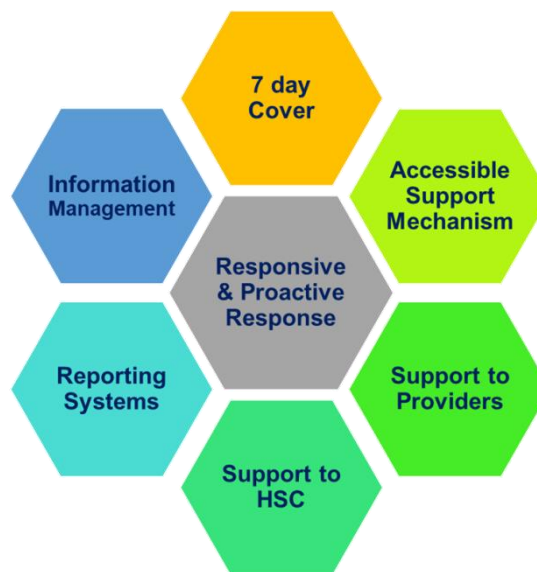 7 day
Cover
Information
Management
Accessible
Support
Mechanism
Responsive
& Proactive
Response
Reporting
Systems
Support to
Providers
Support to
HSC